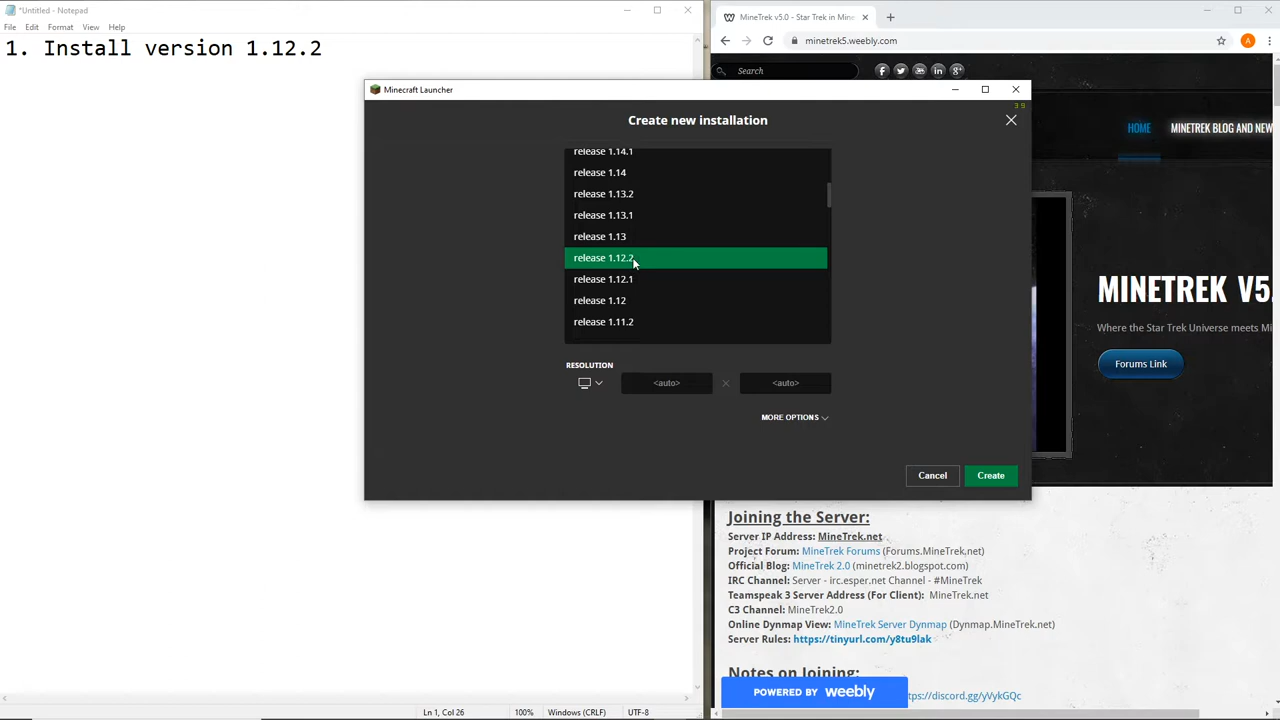 *Untitled - Notepad
File Edit Format View Help
1. Install version 1.12.2
Ln 1, Col 26 100% Windows (CRLF) UTF-8
MineTrek v5.0 - Star Trek in Mine
minetrek5.weebly.com
A
Search
HOME MINETREK BLOG AND NEW
MINETREK V5.
Where the Star Trek Universe meets Mi
Forums Link
Minecraft Launcher
39
Create new installation
release 1.14.1
release 1.14
release 1.13.2
release 1.13.1
release 1.13
release 1.12.2
release 1.12.1
release 1.12
release 1.11.2
RESOLUTION
<auto> × <auto>
MORE OPTIONS
Cancel Create
Joining the Server:
Server IP Address: MineTrek.net
Project Forum: MineTrek Forums (Forums.MineTrek,net)
Official Blog: MineTrek 2.0 (minetrek2.blogspot.com)
IRC Channel: Server - irc.esper.net Channel - #MineTrek
Teamspeak 3 Server Address (For Client): MineTrek.net
C3 Channel: MineTrek2.0
Online Dynmap View: MineTrek Server Dynmap (Dynmap.MineTrek,net)
Server Rules: https://tinyurl.com/y8tu9lak
Notes on Joining:
ttps://discord.gg/yVykGQc
POWERED BY weebly